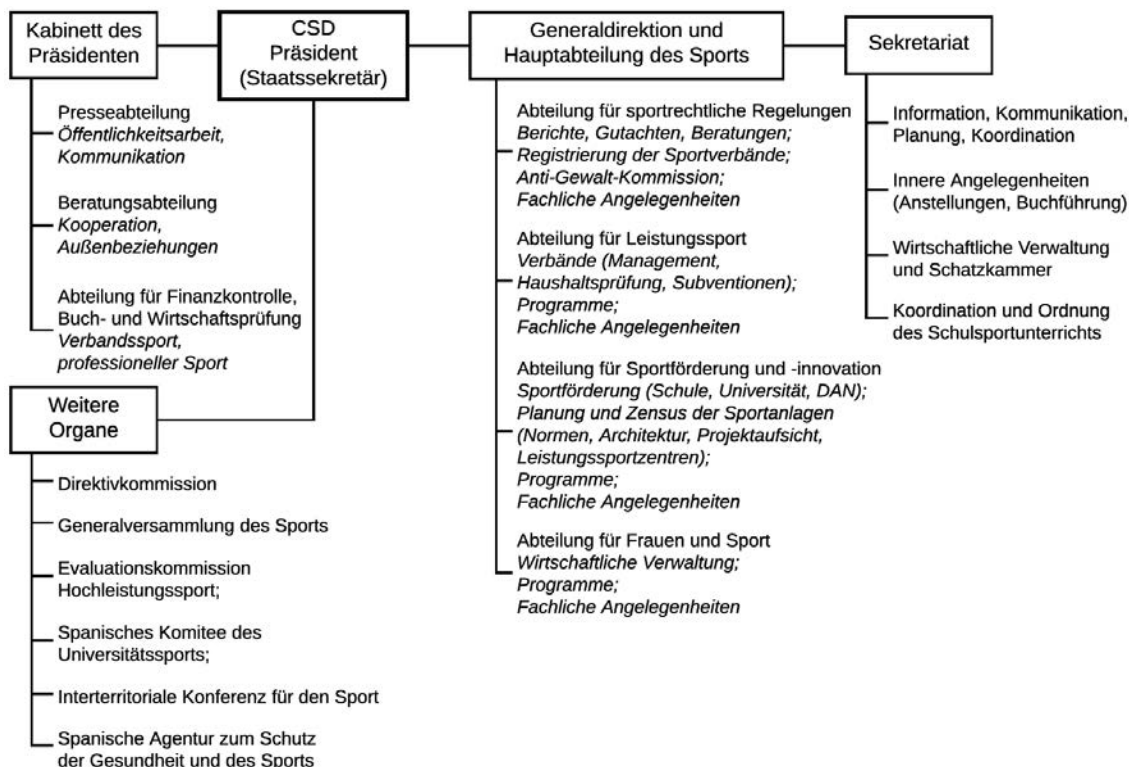 Kabinett des
Präsidenten
Presseabteilung
Öffentlichkeitsarbeit,
Kommunikation
Beratungsabteilung
Kooperation,
Außenbeziehungen
Abteilung für Finanzkontrolle,
Buch- und Wirtschaftsprüfung
Verbandssport,
professioneller Sport
CSD
Präsident
(Staatssekretär)
Weitere
Organe
Direktivkommission
Generalversammlung des Sports
Evaluationskommission
Hochleistungssport;
Spanisches Komitee des
Universitätssports;
Interterritoriale Konferenz für den Sport
Spanische Agentur zum Schutz
der Gesundheit und des Sports
Generaldirektion und
Hauptabteilung des Sports
Abteilung für sportrechtliche Regelungen
Berichte, Gutachten, Beratungen;
Registrierung der Sportverbände;
Anti-Gewalt-Kommission;
Fachliche Angelegenheiten
Abteilung für Leistungssport
Verbände (Management,
Haushaltsprüfung, Subventionen);
Programme;
Fachliche Angelegenheiten
Abteilung für Sportförderung und -innovation
Sportförderung (Schule, Universität, DAN);
Planung und Zensus der Sportanlagen
(Normen, Architektur, Projektaufsicht,
Leistungssportzentren);
Programme;
Fachliche Angelegenheiten
Abteilung für Frauen und Sport
Wirtschaftliche Verwaltung;
Programme;
Fachliche Angelegenheiten
Sekretariat
Information, Kommunikation,
Planung, Koordination
Innere Angelegenheiten
(Anstellungen, Buchführung)
Wirtschaftliche Verwaltung
und Schatzkammer
Koordination und Ordnung
des Schulsportunterrichts